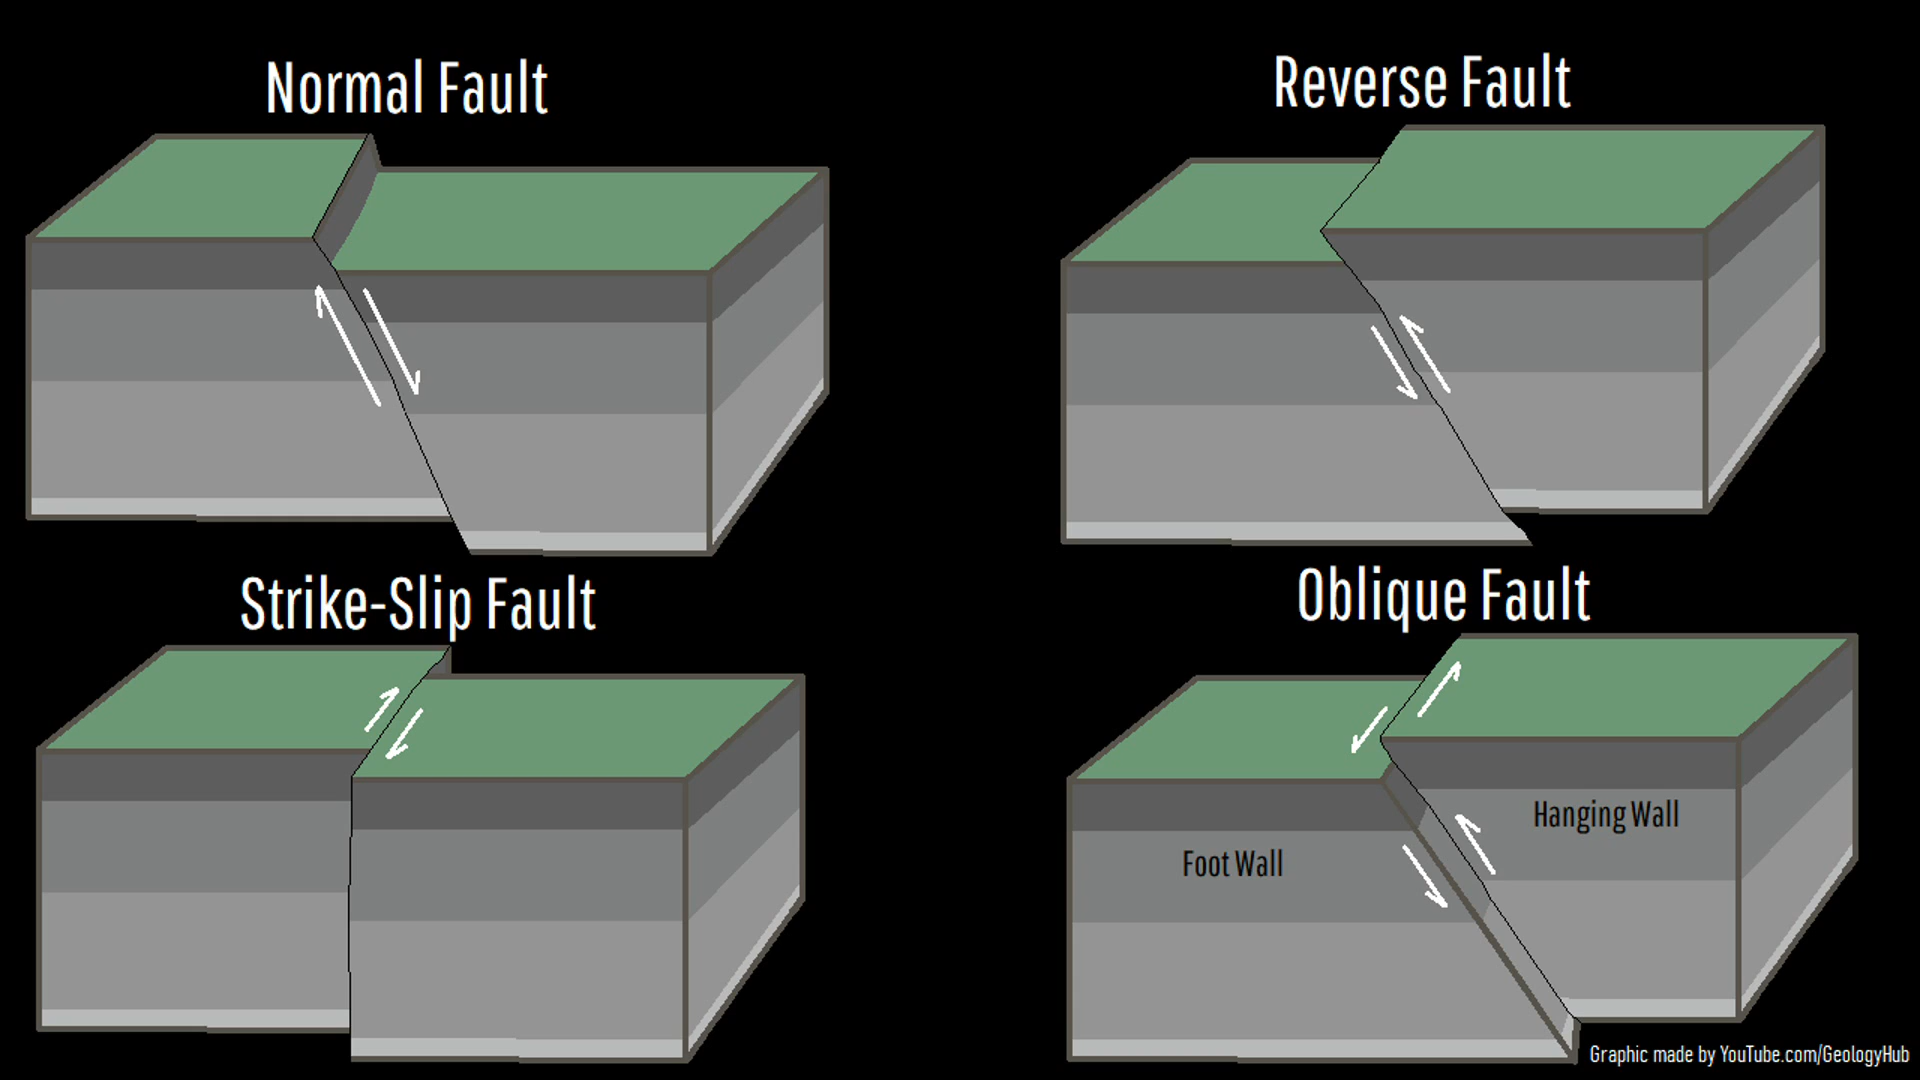 Normal Fault
Reverse Fault
Strike-Slip Fault
Oblique Fault
Hanging Wall
Foot Wall
Graphic made by YouTube.com/GeologyHub